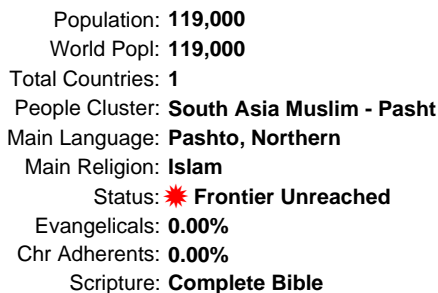 Population: 119,000
World Popl: 119,000
Total Countries: 1
People Cluster: South Asia Muslim - Pasht
Main Language: Pashto, Northern
Main Religion: Islam
Status: Frontier Unreached
Evangelicals: 0.00%
Chr Adherents: 0.00%
Scripture: Complete Bible